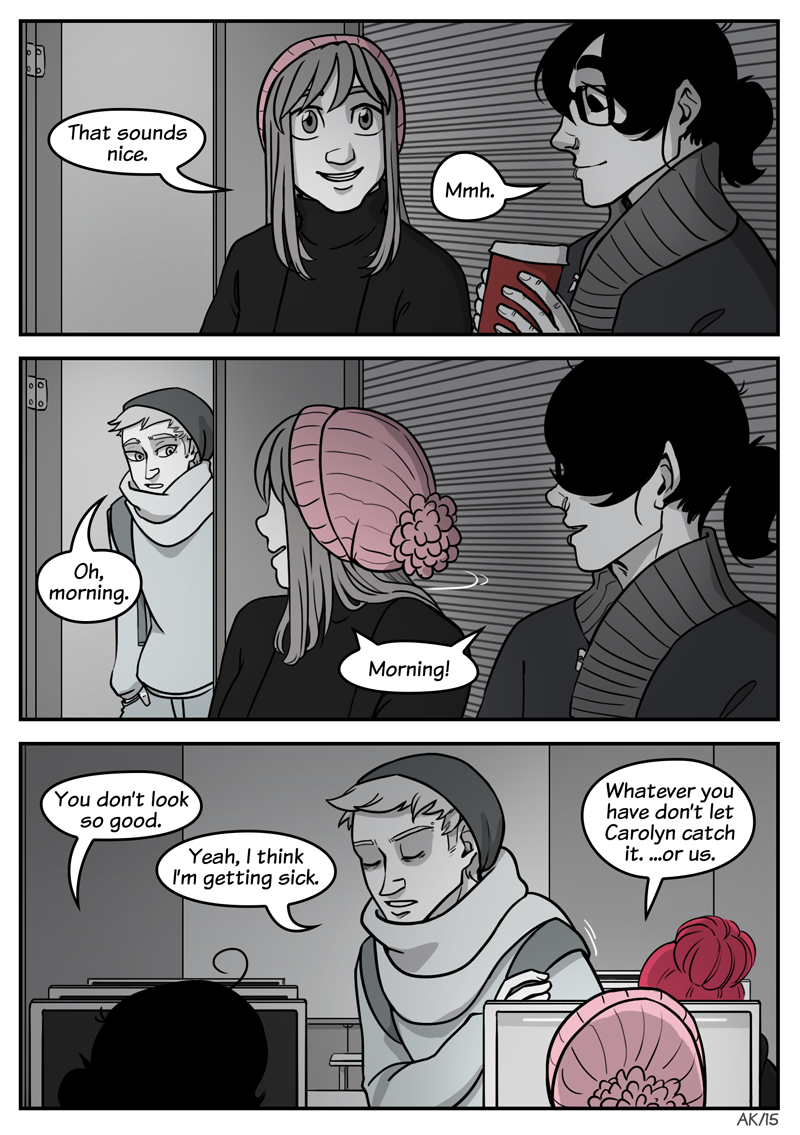 That sounds
nice.
Mmh.
Oh,
morning.
Morning!
You don't look
so good.
Yeah, I think
I'm getting sick.
Whatever you
have don't let
Carolyn catch
it. ...or us.
AK/15